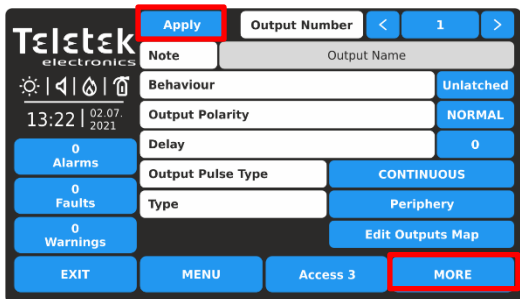 Teletek
electronics
13:22 02.07.
2021
0
Alarms
0
Faults
0
Warnings
EXIT
Apply Output Number < 1 >
Note Output Name
Behaviour Unlatched
Output Polarity NORMAL
Delay 0
Output Pulse Type CONTINUOUS
Type Periphery
Edit Outputs Map
MENU Access 3 MORE